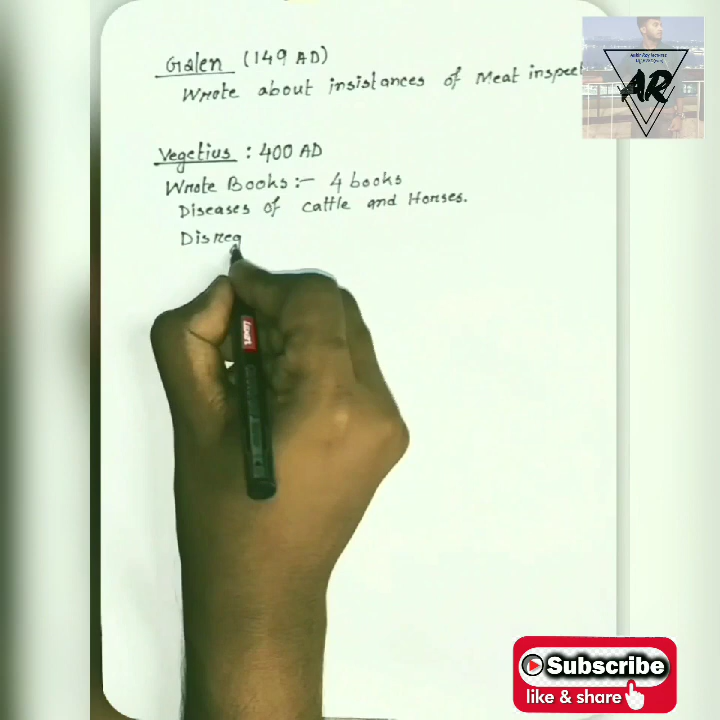 Galen (149 AD)
Wrote about insistances of Meat inspect
Vegetius : 400 AD
Wrote Books :- 4 books
Diseases of cattle and Horses.
Disreg
AR
Subscribe
like & share